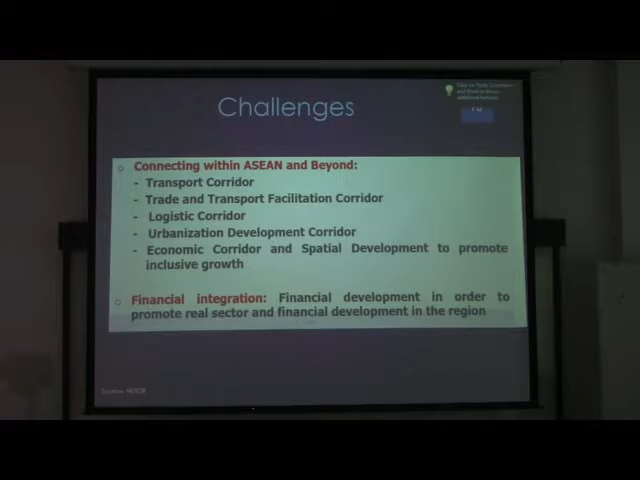 Challenges
Connecting within ASEAN and Beyond:
- Transport Corridor
- Trade and Transport Facilitation Corridor
- Logistic Corridor
- Urbanization Development Corridor
- Economic Corridor and Spatial Development to promote
inclusive growth
Financial integration: Financial development in order to
promote real sector and financial development in the region